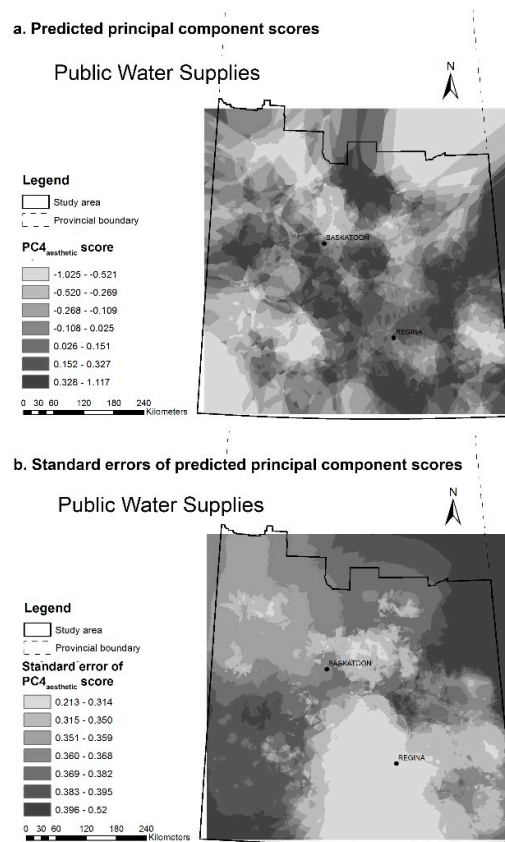 a. Predicted principal component scores
Public Water Supplies
N
Legend
Study area
Provincial boundary
PC4aesthetic score
-1.025 - -0.521
-0.520 - -0.269
-0.268 - -0.109
-0.108 - 0.025
0.026 - 0.151
0.152 - 0.327
0.328 - 1.117
0 30 60 120 180 240
Kilometers
SASKATOON
REGINA
b. Standard errors of predicted principal component scores
Public Water Supplies
N
Legend
Study area
Provincial boundary
Standard error of
PC4aesthetic score
0.213 - 0.314
0.315 - 0.350
0.351 - 0.359
0.360 - 0.368
0.369 - 0.382
0.383 - 0.395
0.396 - 0.52
0 30 60 120 180 240
Kilometers
SASKATOON
REGINA